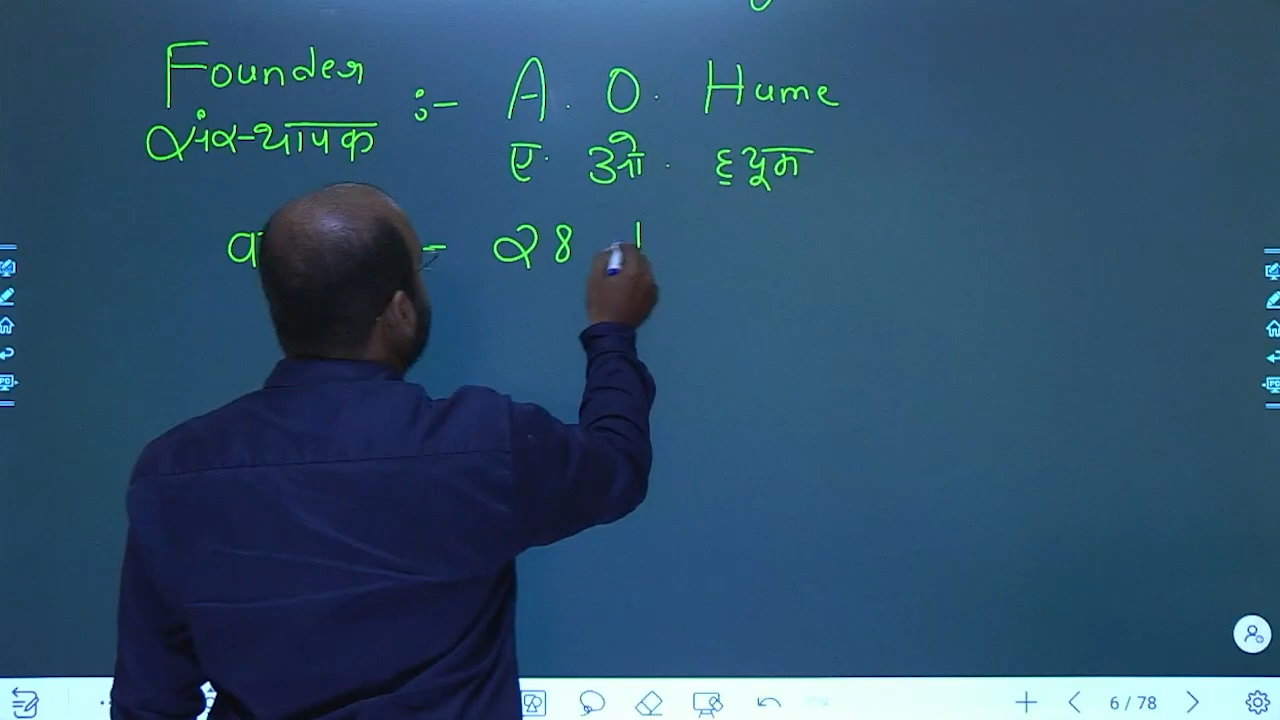 Founder :- A. O. Hume
संस्थापक ए. ओ. ह्यूम
28
6 / 78